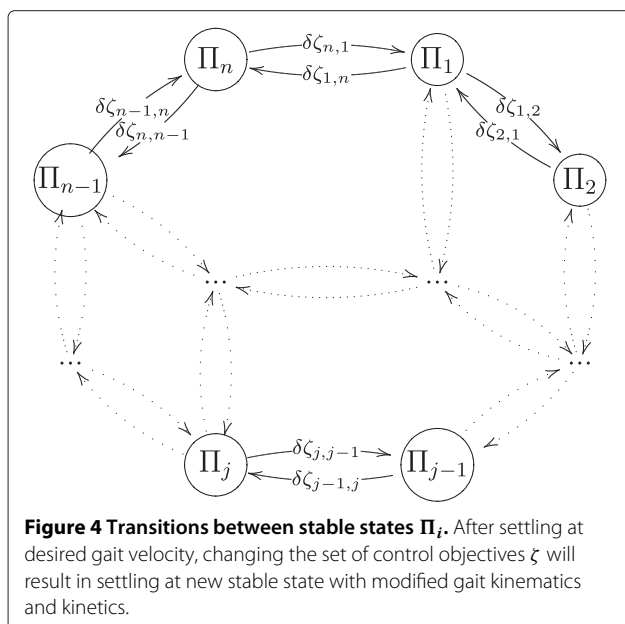 Πₙ δζₙ,₁ Π₁
δζ₁,ₙ
δζₙ₋₁,ₙ δζ₁,₂
δζₙ,ₙ₋₁ δζ₂,₁
Πₙ₋₁ Π₂
... ...
... ...
Πⱼ δζⱼ,ⱼ₋₁ Πⱼ₋₁
δζⱼ₋₁,ⱼ
Figure 4 Transitions between stable states Πᵢ. After settling at
desired gait velocity, changing the set of control objectives ζ will
result in settling at new stable state with modified gait kinematics
and kinetics.